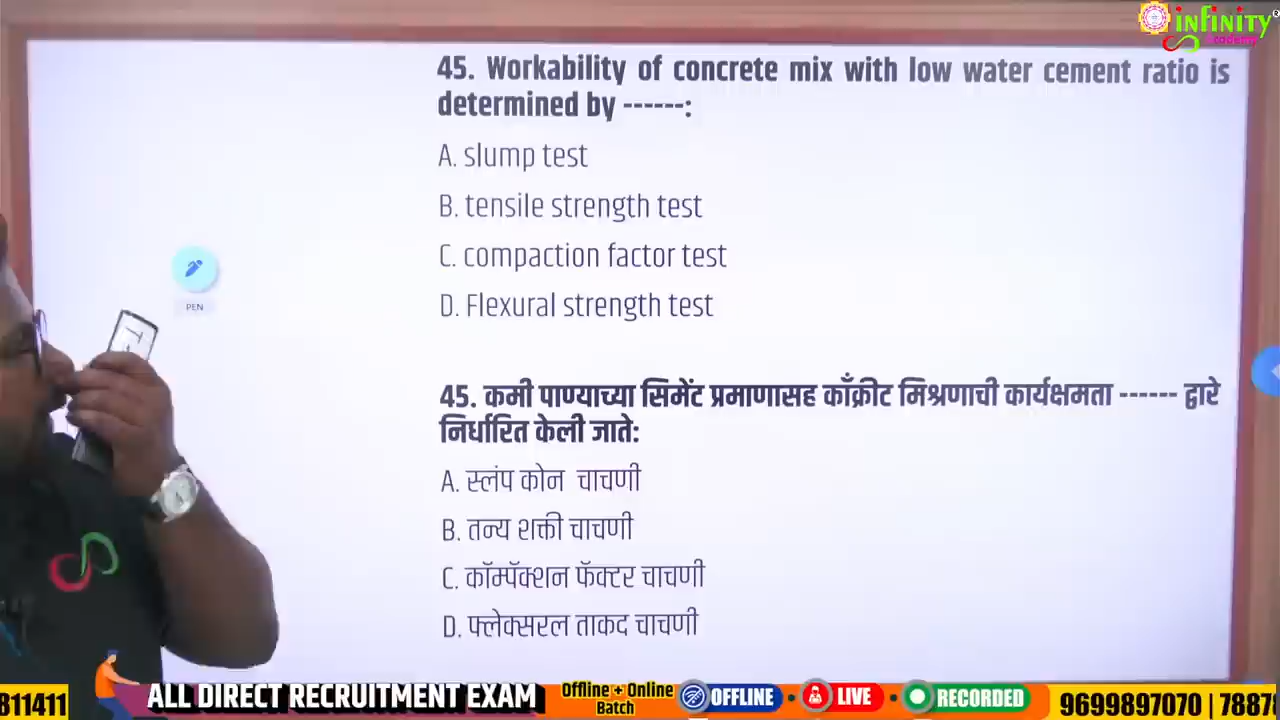 infinity
45. Workability of concrete mix with low water cement ratio is
determined by ------:
A. slump test
B. tensile strength test
C. compaction factor test
D. Flexural strength test
PEN
45. कमी पाण्याच्या सिमेंट प्रमाणासह काँक्रीट मिश्रणाची कार्यक्षमता ------ द्वारे
निर्धारित केली जाते:
A. स्लंप कोन चाचणी
B. तन्य शक्ती चाचणी
C. कॉम्पॅक्शन फॅक्टर चाचणी
D. फ्लेक्सरल ताकद चाचणी
811411
ALL DIRECT RECRUITMENT EXAM
Offline + Online
Batch
OFFLINE
LIVE
RECORDED
9699897070 | 7887